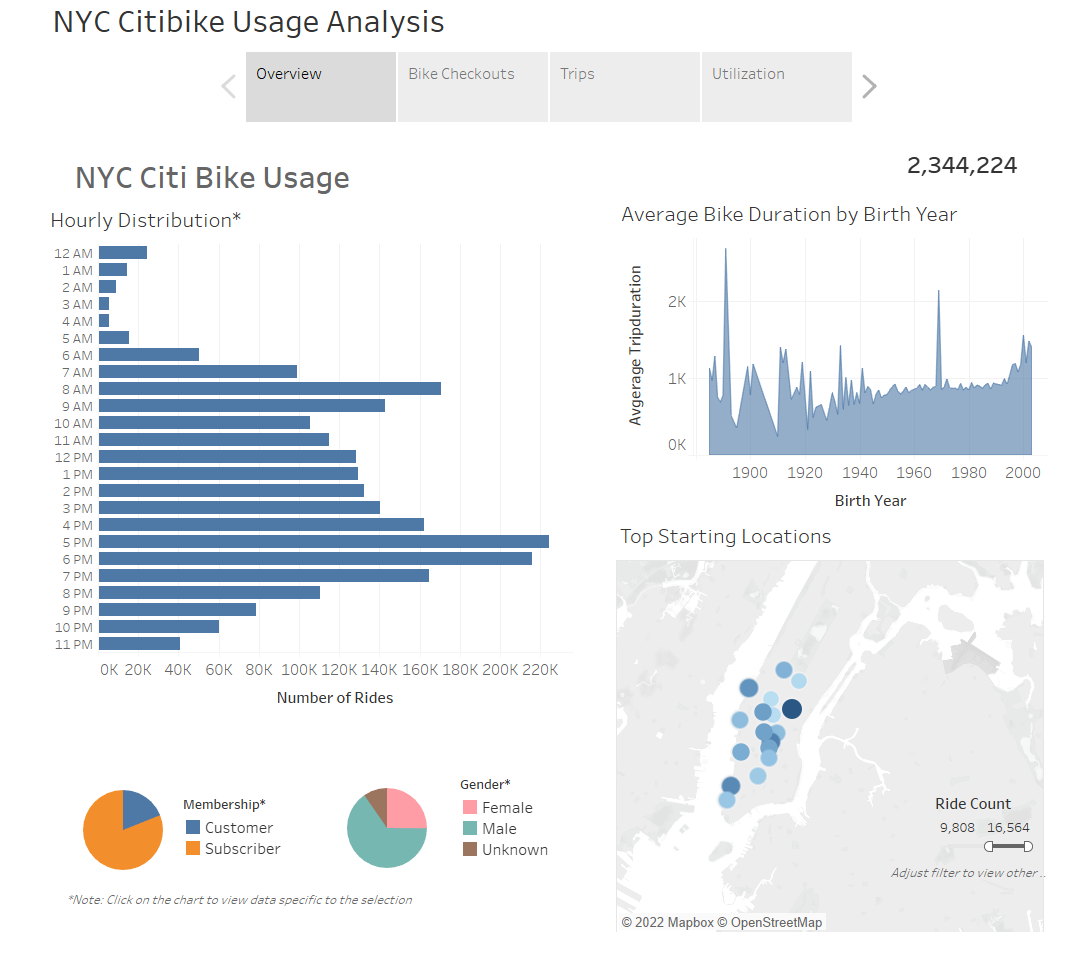 NYC Citibike Usage Analysis
Overview
Bike Checkouts
Trips
Utilization
NYC Citi Bike Usage
2,344,224
Hourly Distribution*
12 AM
1 AM
2 AM
3 AM
4 AM
5 AM
6 AM
7 AM
8 AM
9 AM
10 AM
11 AM
12 PM
1 PM
2 PM
3 PM
4 PM
5 PM
6 PM
7 PM
8 PM
9 PM
10 PM
11 PM
0K 20K 40K 60K 80K 100K 120K 140K 160K 180K 200K 220K
Number of Rides
Average Bike Duration by Birth Year
Avgerage Tripduration
2K
1K
0K
1900 1920 1940 1960 1980 2000
Birth Year
Top Starting Locations
Ride Count
9,808 16,564
Adjust filter to view other ..
© 2022 Mapbox © OpenStreetMap
Membership*
Customer
Subscriber
Gender*
Female
Male
Unknown
*Note: Click on the chart to view data specific to the selection